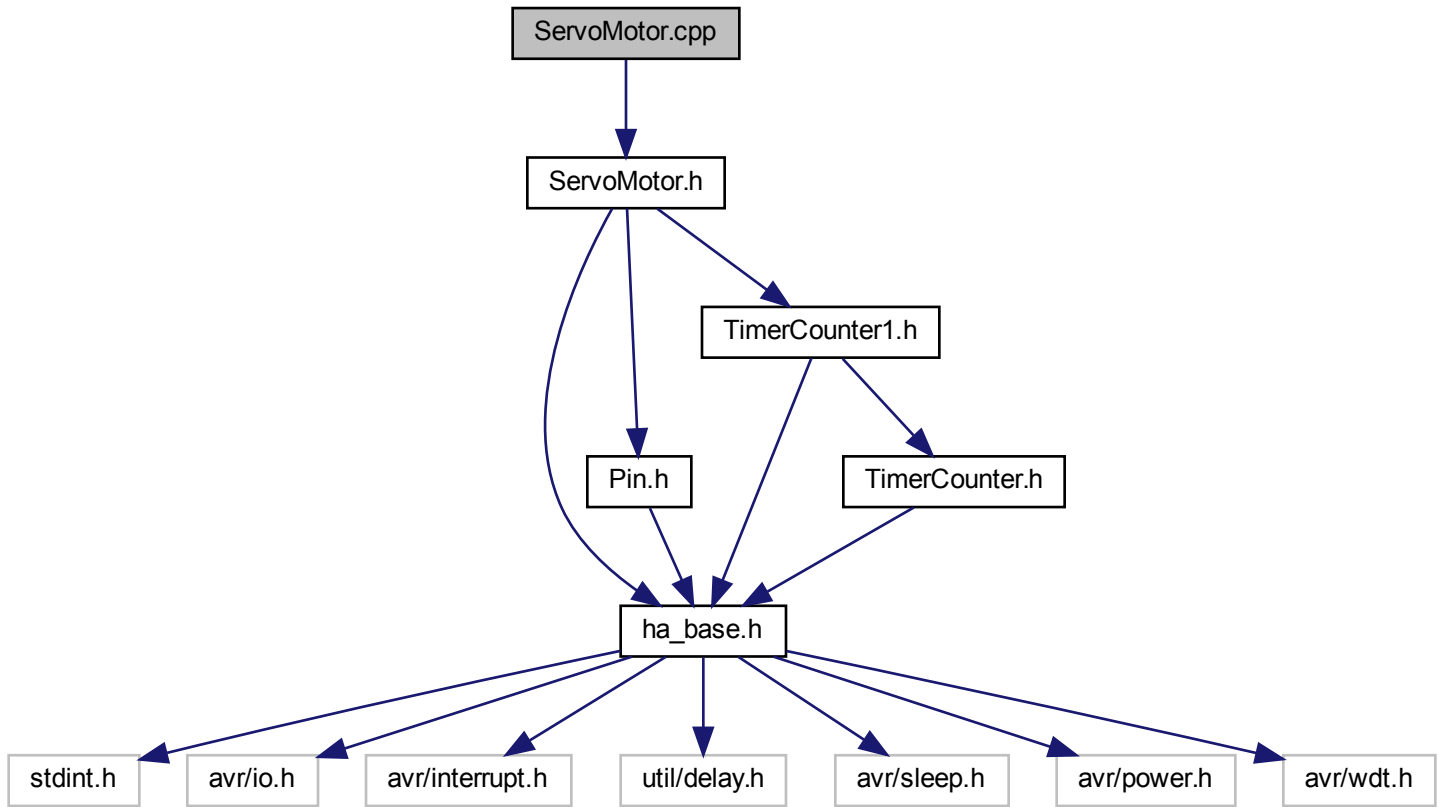 ServoMotor.cpp
ServoMotor.h
TimerCounter1.h
Pin.h
TimerCounter.h
ha_base.h
stdint.h
avr/io.h
avr/interrupt.h
util/delay.h
avr/sleep.h
avr/power.h
avr/wdt.h